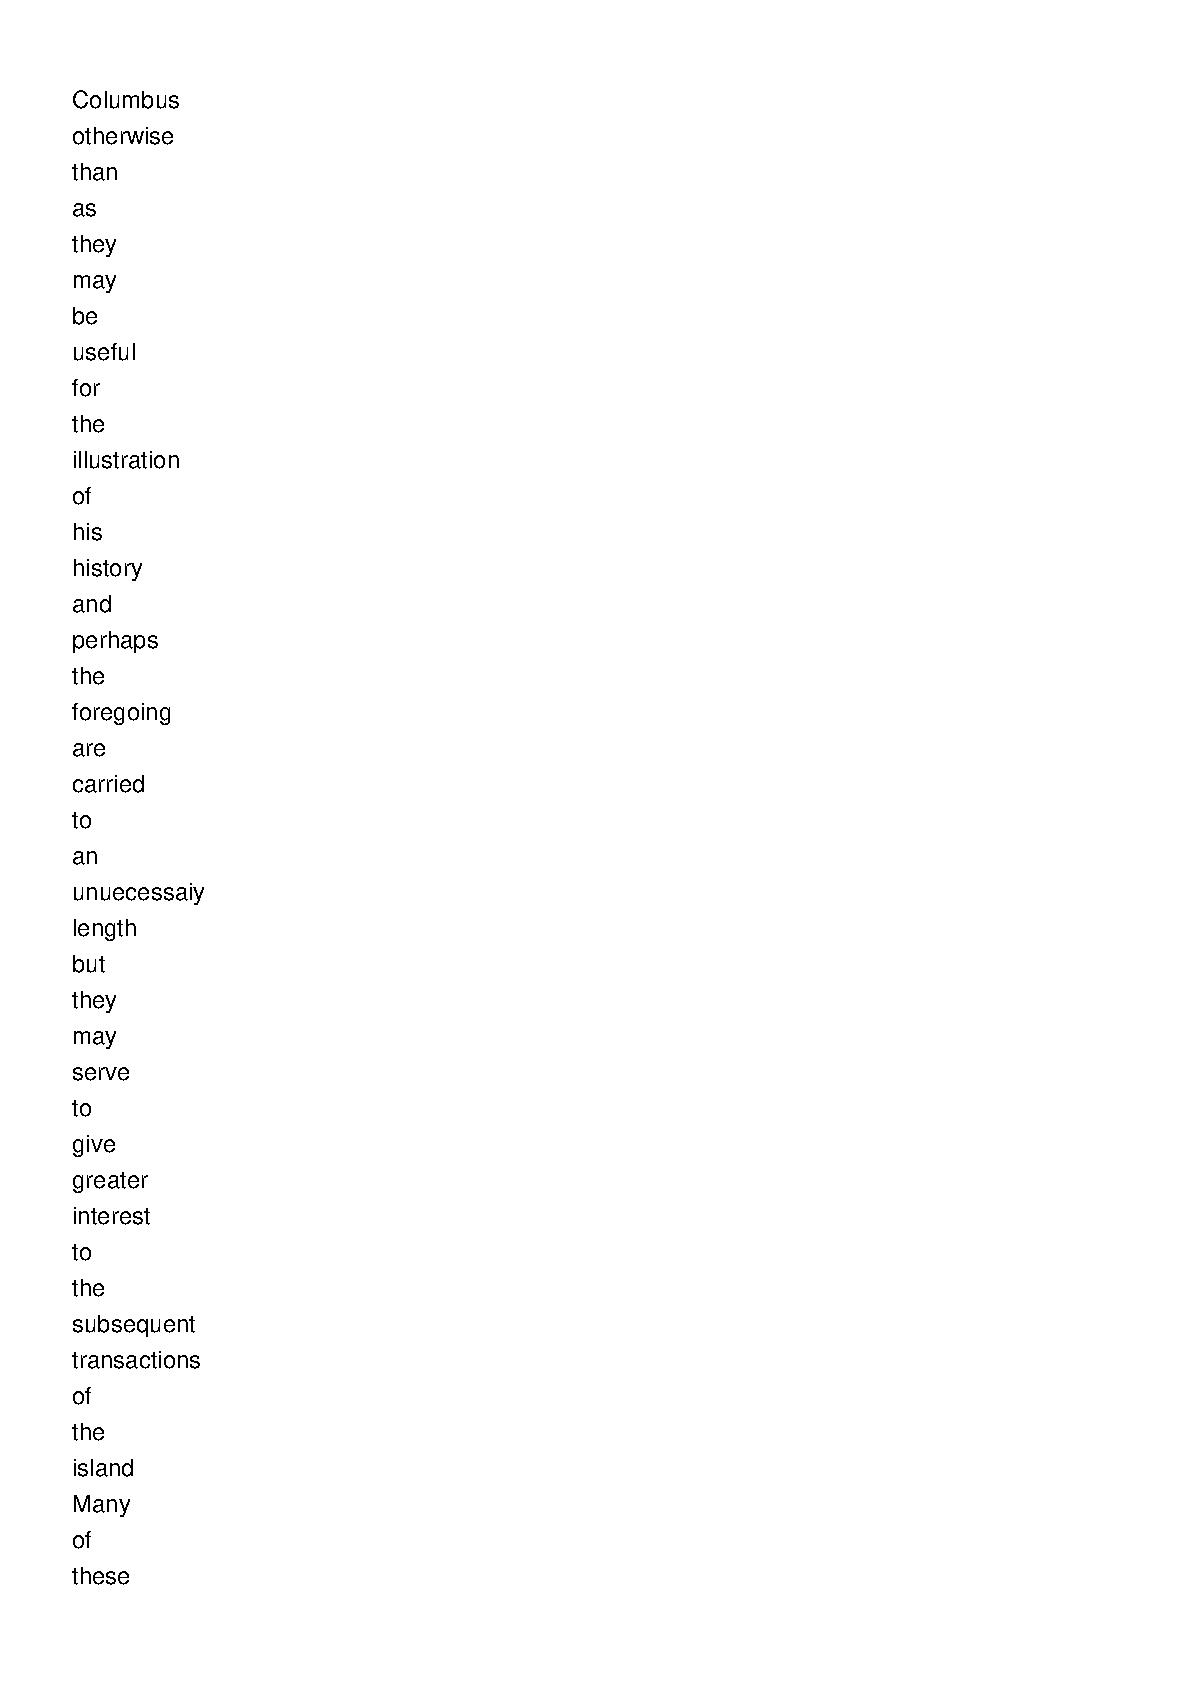 Columbus
otherwise
than
as
they
may
be
useful
for
the
illustration
of
his
history
and
perhaps
the
foregoing
are
carried
to
an
unuecessaiy
length
but
they
may
serve
to
give
greater
interest
to
the
subsequent
transactions
of
the
island
Many
of
these